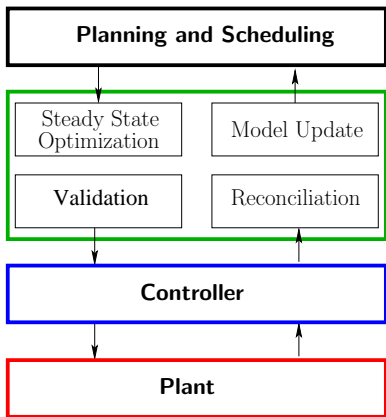 Planning and Scheduling
Steady State
Optimization
Model Update
Validation
Reconciliation
Controller
Plant